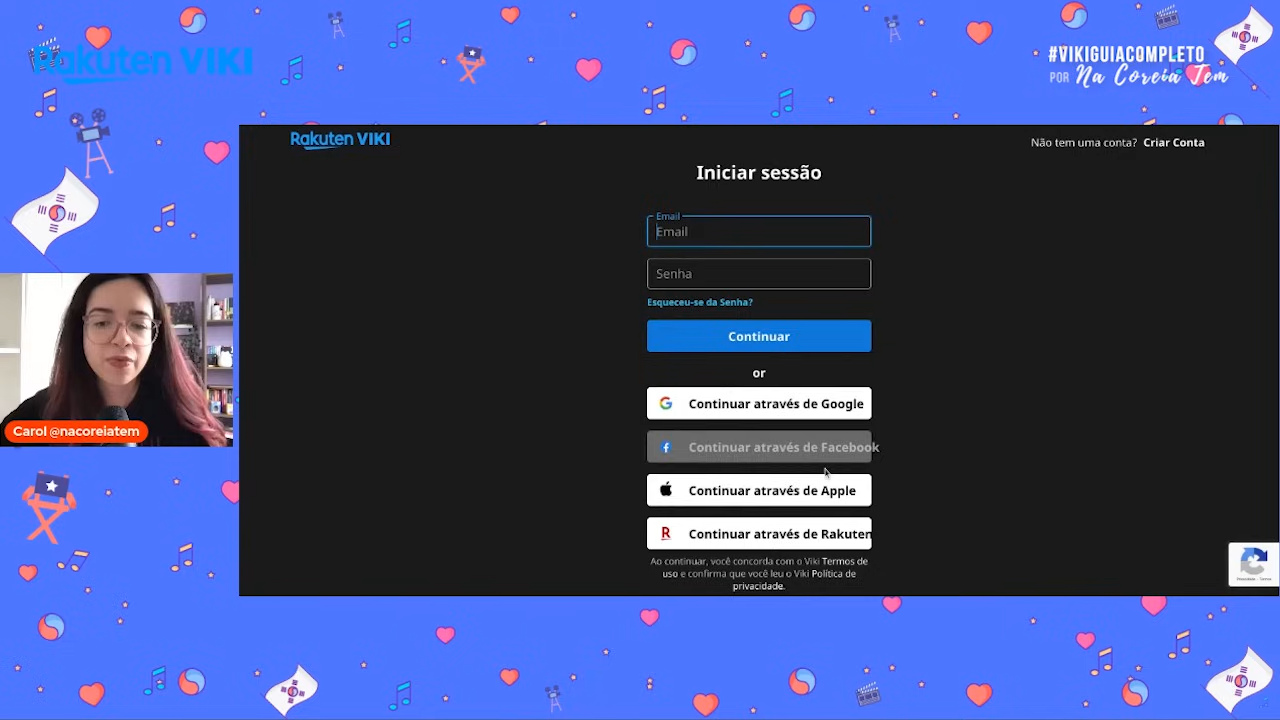 Rakuten VIKI
#VIKIGUIACOMPLETO
POR Na Coreia Tem
Rakuten VIKI
Não tem uma conta? Criar Conta
Iniciar sessão
Email
Email
Senha
Esqueceu-se da Senha?
Continuar
or
Continuar através de Google
Continuar através de Facebook
Continuar através de Apple
Continuar através de Rakuten
Ao continuar, você concorda com o Viki Termos de
uso e confirma que você leu o Viki Política de
privacidade.
Carol @nacoreiatem